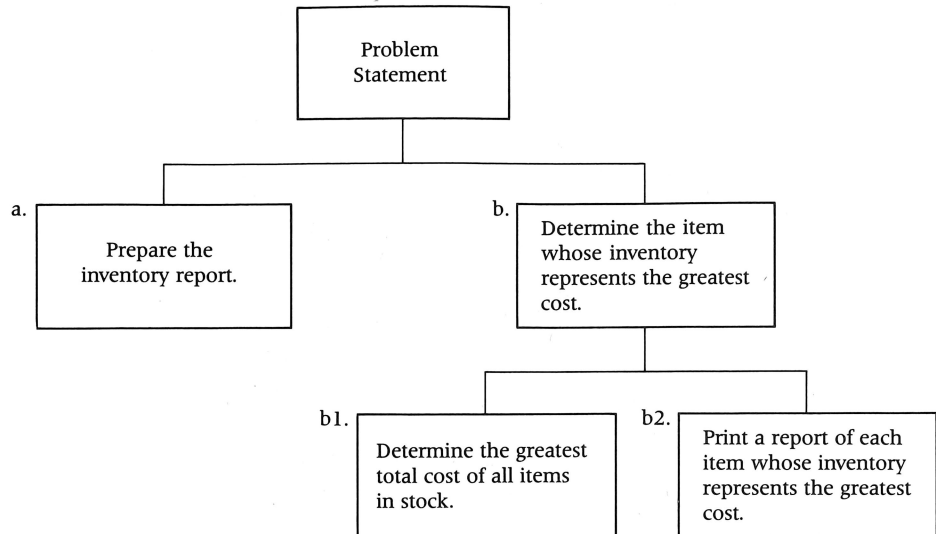 Problem
Statement
a.
Prepare the
inventory report.
b.
Determine the item
whose inventory
represents the greatest
cost.
b1.
Determine the greatest
total cost of all items
in stock.
b2.
Print a report of each
item whose inventory
represents the greatest
cost.